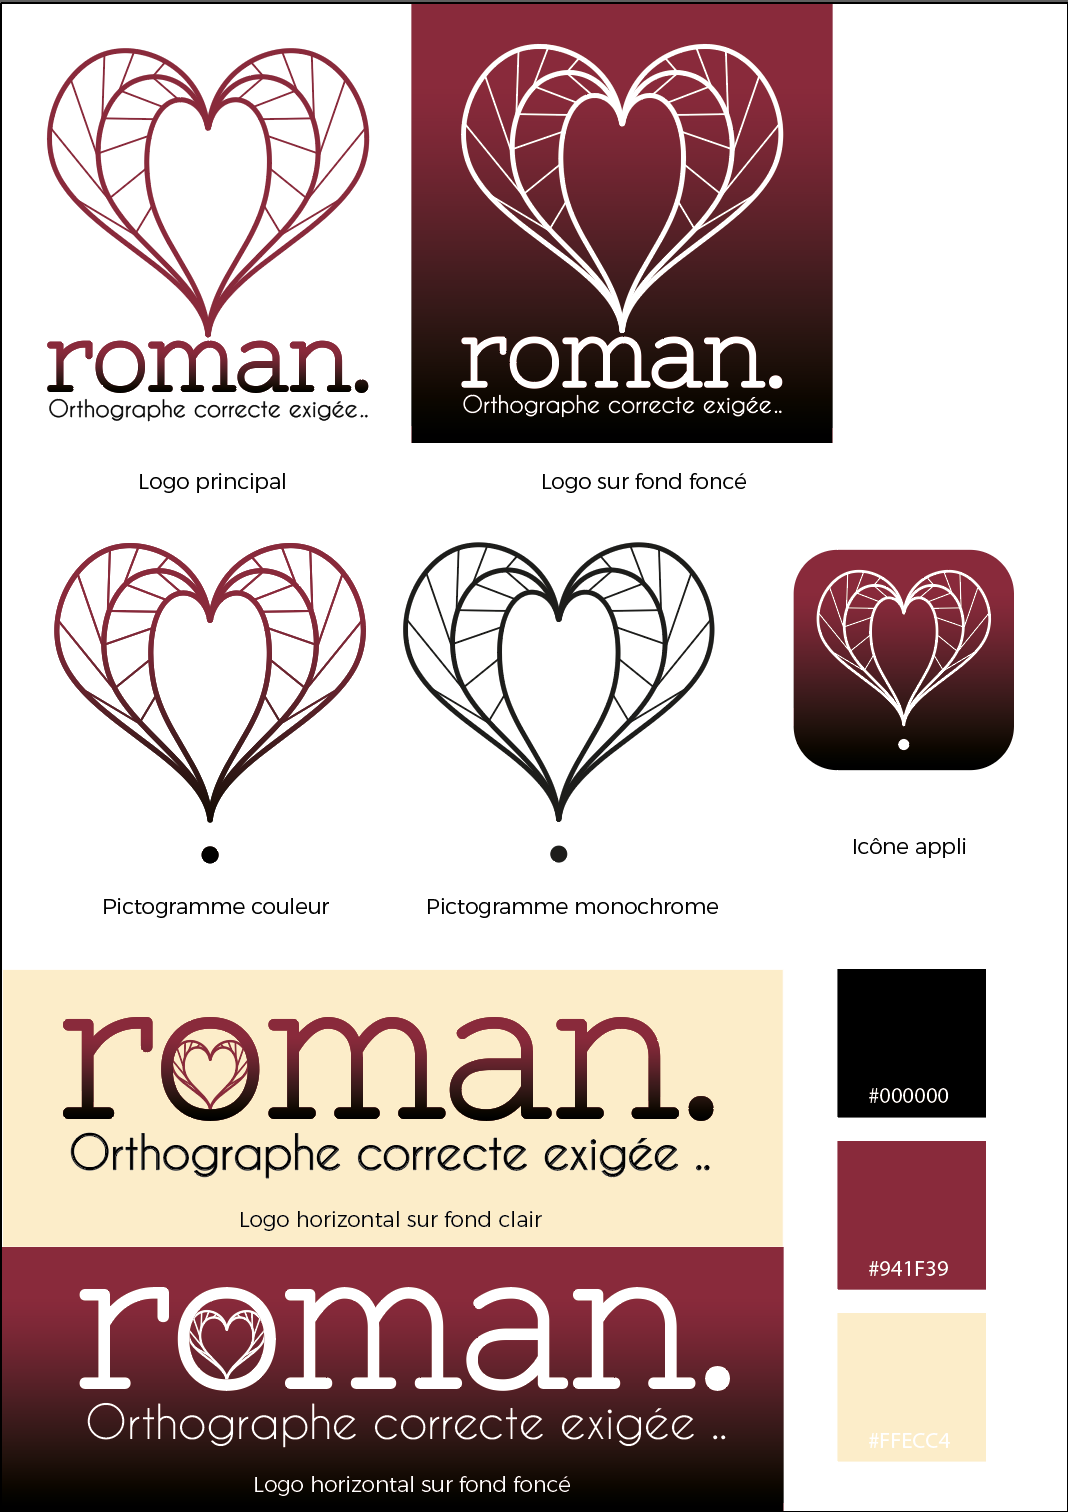 roman.
Orthographe correcte exigée..
Logo principal
roman.
Orthographe correcte exigée..
Logo sur fond foncé
Pictogramme couleur
Pictogramme monochrome
Icône appli
roman.
Orthographe correcte exigée ..
Logo horizontal sur fond clair
roman.
Orthographe correcte exigée ..
Logo horizontal sur fond foncé
#000000
#941F39
#FFECC4